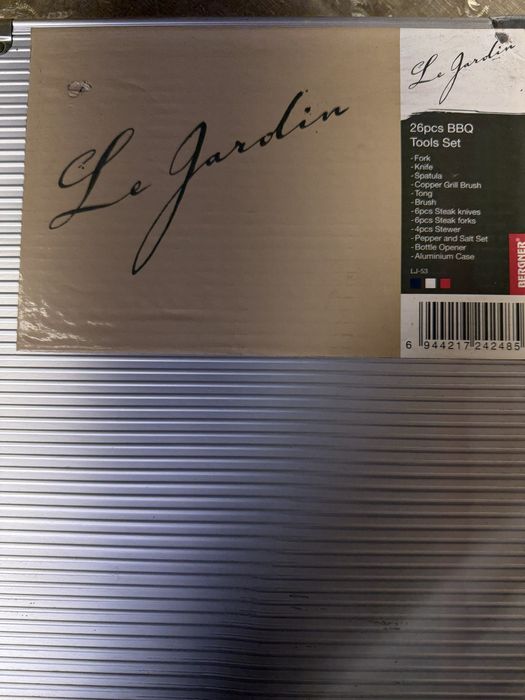 Le Jardin
Le Jardin
26pcs BBQ
Tools Set
-Fork
-Knife
-Spatula
-Copper Grill Brush
-Tong
-Brush
-6pcs Steak knives
-6pcs Steak forks
-4pcs Stewer
-Pepper and Salt Set
-Bottle Opener
-Aluminium Case
LJ-53
BERGNER®
6 944217 242485